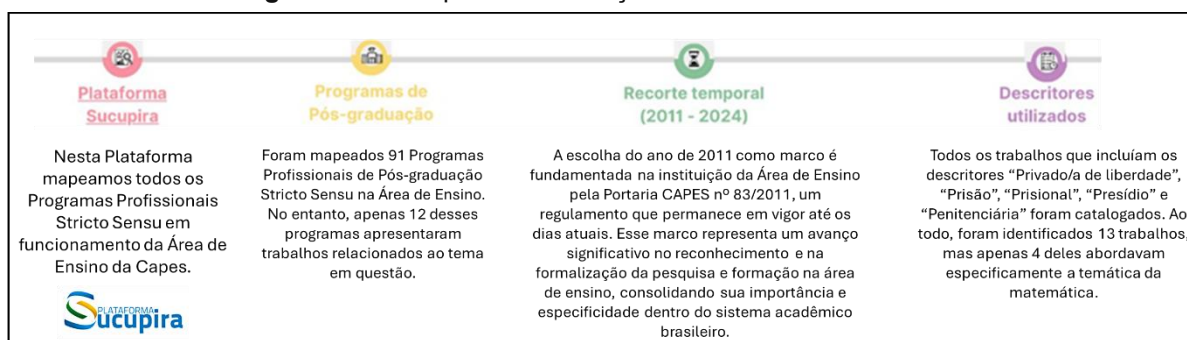 Plataforma
Sucupira
Nesta Plataforma
mapeamos todos os
Programas Profissionais
Stricto Sensu em
funcionamento da Área de
Ensino da Capes.
PLATAFORMA
Sucupira
Programas de
Pós-graduação
Foram mapeados 91 Programas
Profissionais de Pós-graduação
Stricto Sensu na Área de Ensino.
No entanto, apenas 12 desses
programas apresentaram
trabalhos relacionados ao tema
em questão.
Recorte temporal
(2011 - 2024)
A escolha do ano de 2011 como marco é
fundamentada na instituição da Área de Ensino
pela Portaria CAPES nº 83/2011, um
regulamento que permanece em vigor até os
dias atuais. Esse marco representa um avanço
significativo no reconhecimento e na
formalização da pesquisa e formação na área
de ensino, consolidando sua importância e
especificidade dentro do sistema acadêmico
brasileiro.
Descritores
utilizados
Todos os trabalhos que incluíam os
descritores “Privado/a de liberdade”,
“Prisão”, “Prisional”, “Presídio” e
“Penitenciária” foram catalogados. Ao
todo, foram identificados 13 trabalhos,
mas apenas 4 deles abordavam
especificamente a temática da
matemática.